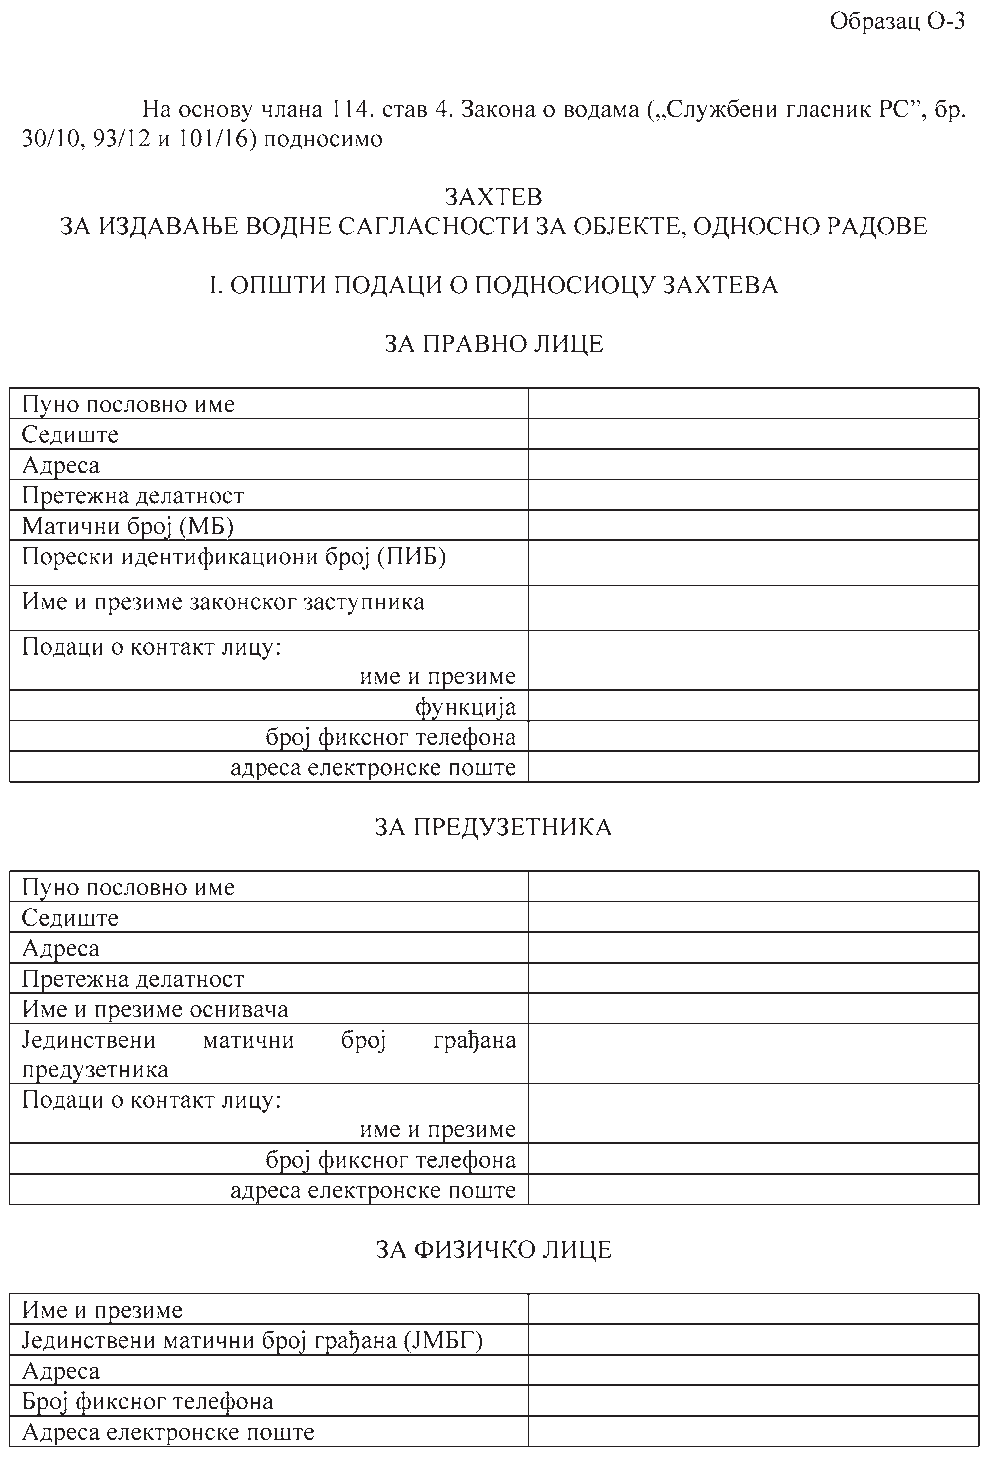 Образац О-3
На основу члана 114. став 4. Закона о водама („Службени гласник РС”, бр.
30/10, 93/12 и 101/16) подносимо
ЗАХТЕВ
ЗА ИЗДАВАЊЕ ВОДНЕ САГЛАСНОСТИ ЗА ОБЈЕКТЕ, ОДНОСНО РАДОВЕ
I. ОПШТИ ПОДАЦИ О ПОДНОСИОЦУ ЗАХТЕВА
ЗА ПРАВНО ЛИЦЕ
Пуно пословно име
Седиште
Адреса
Претежна делатност
Матични број (МБ)
Порески идентификациони број (ПИБ)
Име и презиме законског заступника
Подаци о контакт лицу:
име и презиме
функција
број фиксног телефона
адреса електронске поште
ЗА ПРЕДУЗЕТНИКА
Пуно пословно име
Седиште
Адреса
Претежна делатност
Име и презиме оснивача
Јединствени матични број грађана
предузетника
Подаци о контакт лицу:
име и презиме
број фиксног телефона
адреса електронске поште
ЗА ФИЗИЧКО ЛИЦЕ
Име и презиме
Јединствени матични број грађана (ЈМБГ)
Адреса
Број фиксног телефона
Адреса електронске поште